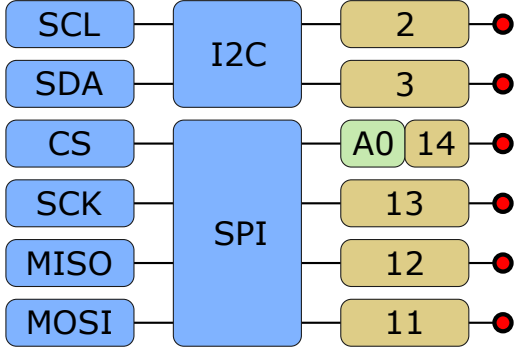 SCL I2C 2
SDA 3
CS A0 14
SCK SPI 13
MISO 12
MOSI 11